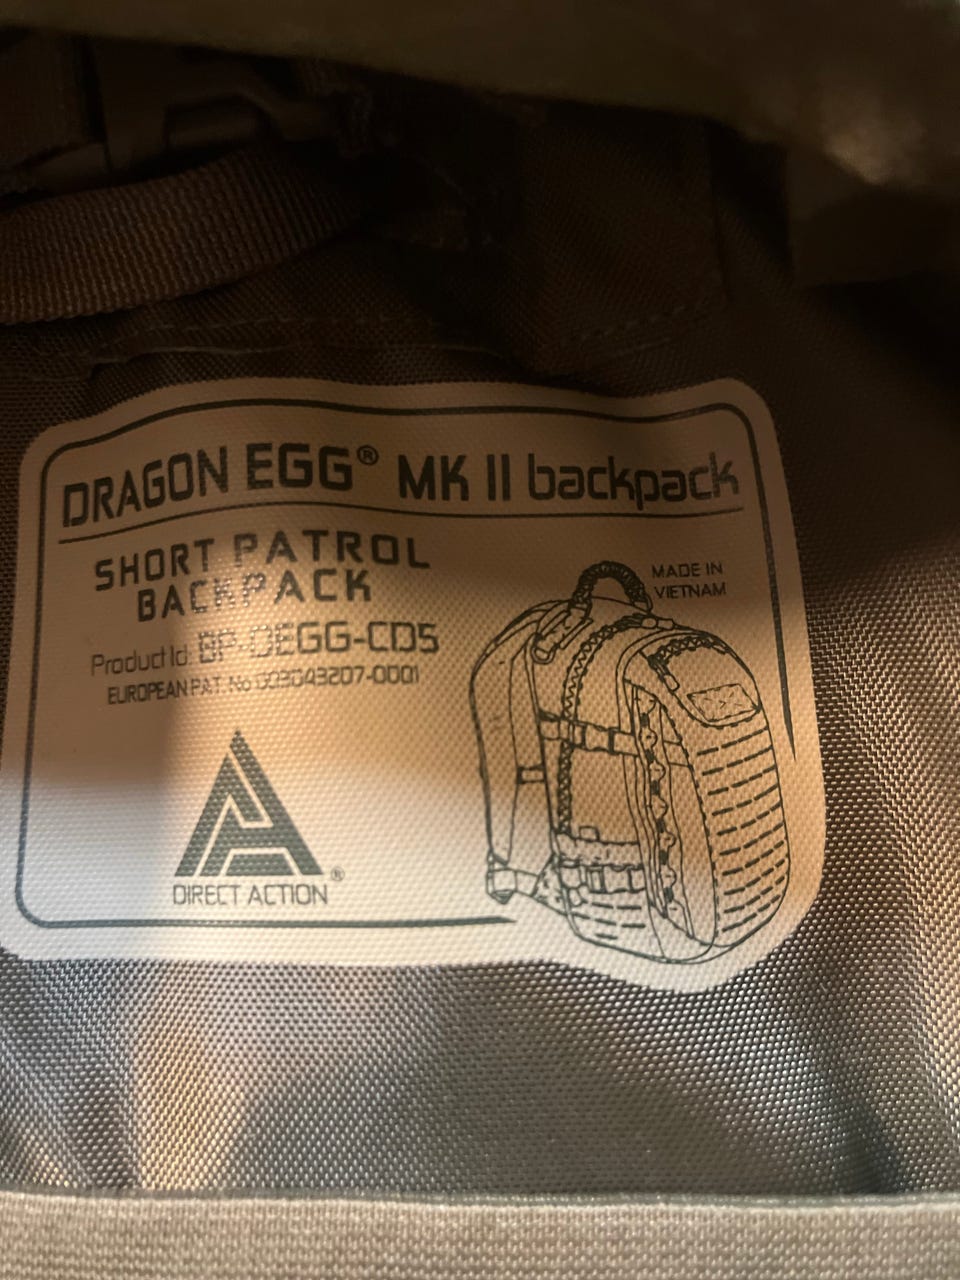 DRAGON EGG® MK II backpack
SHORT PATROL
BACKPACK
MADE IN
VIETNAM
Product Id: BP-DEGG-CD5
EUROPEAN PAT. No 003043207-0001
DIRECT ACTION®